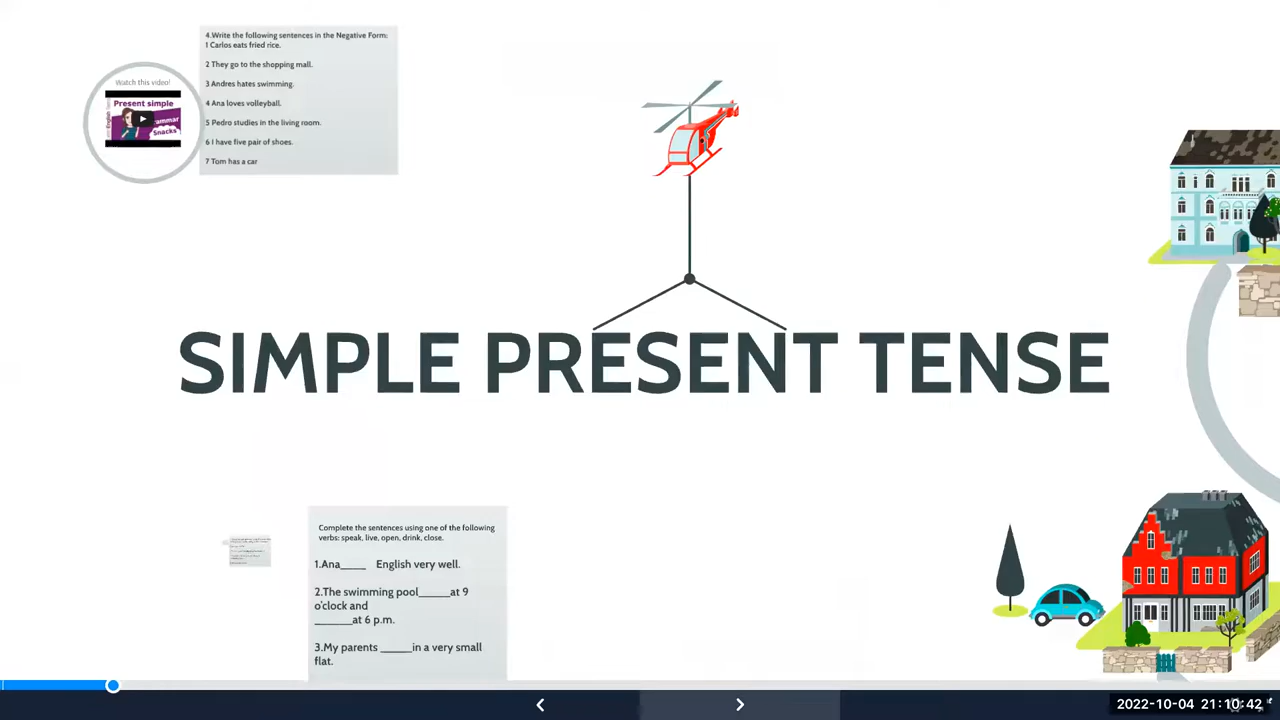 4.Write the following sentences in the Negative Form:
1 Carlos eats fried rice.
2 They go to the shopping mall.
3 Andres hates swimming.
4 Ana loves volleyball.
5 Pedro studies in the living room.
6 I have five pair of shoes.
7 Tom has a car
Watch this video!
Present simple
Grammar
Snacks
SIMPLE PRESENT TENSE
Complete the sentences using one of the following
verbs: speak, live, open, drink, close.
1.Ana____ English very well.
2.The swimming pool_____at 9
o'clock and
______at 6 p.m.
3.My parents _____in a very small
flat.
2022-10-04 21:10:42